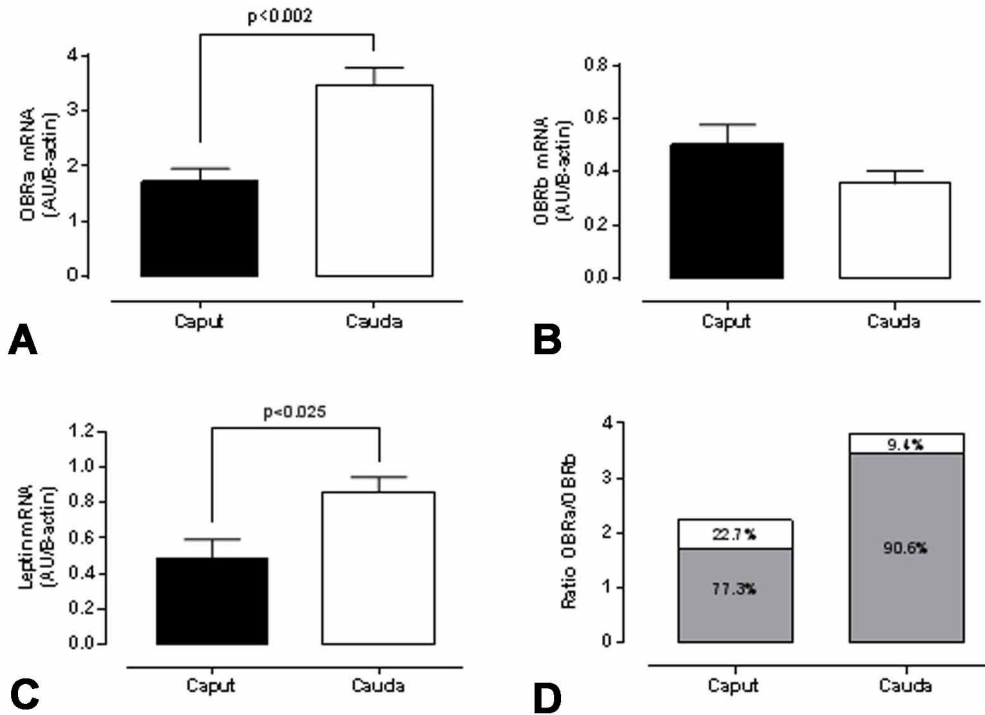 p<0.002
OBRa mRNA
(AU/B-actin)
4
3
2
1
0
Caput
Cauda
A
OBRb mRNA
(AU/B-actin)
0.8
0.6
0.4
0.2
0.0
Caput
Cauda
B
p<0.025
Leptin mRNA
(AU/B-actin)
1.2
1.0
0.8
0.6
0.4
0.2
0.0
Caput
Cauda
C
Ratio OBRa/OBRb
4
3
2
1
0
22.7%
77.3%
9.4%
90.6%
Caput
Cauda
D